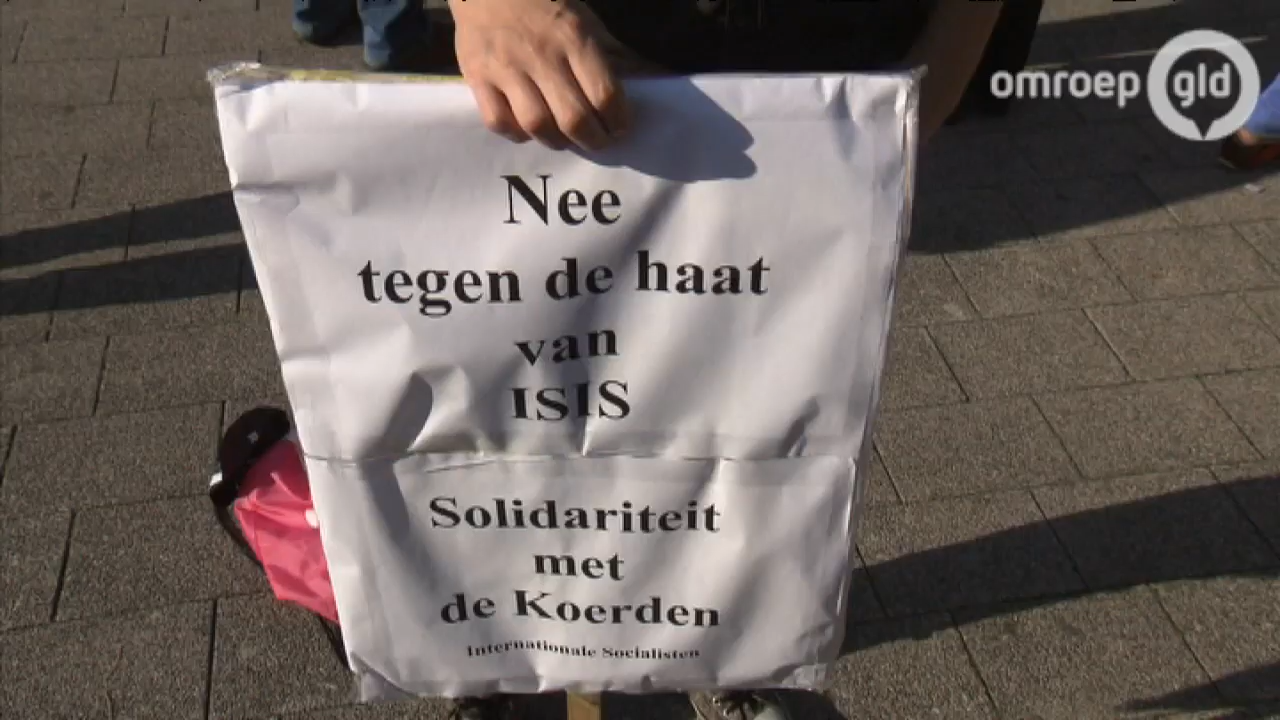 omroep gld
Nee
tegen de haat
van
ISIS
Solidariteit
met
de Koerden
Internationale Socialisten